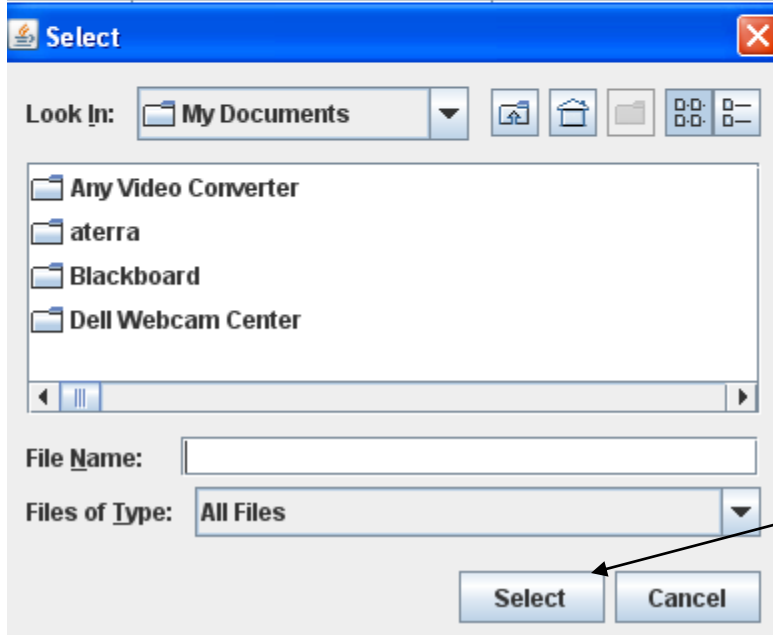 Select
Look In: My Documents
Any Video Converter
aterra
Blackboard
Dell Webcam Center
File Name:
Files of Type: All Files
Select Cancel